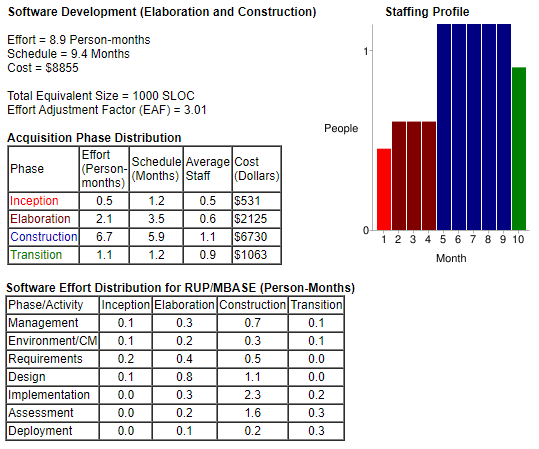 Software Development (Elaboration and Construction)
Effort = 8.9 Person-months
Schedule = 9.4 Months
Cost = $8855
Total Equivalent Size = 1000 SLOC
Effort Adjustment Factor (EAF) = 3.01
Acquisition Phase Distribution
Phase Effort (Person-months) Schedule (Months) Average Staff Cost (Dollars)
Inception 0.5 1.2 0.5 $531
Elaboration 2.1 3.5 0.6 $2125
Construction 6.7 5.9 1.1 $6730
Transition 1.1 1.2 0.9 $1063
Staffing Profile
1
People
0
1 2 3 4 5 6 7 8 9 10
Month
Software Effort Distribution for RUP/MBASE (Person-Months)
Phase/Activity Inception Elaboration Construction Transition
Management 0.1 0.3 0.7 0.1
Environment/CM 0.1 0.2 0.3 0.1
Requirements 0.2 0.4 0.5 0.0
Design 0.1 0.8 1.1 0.0
Implementation 0.0 0.3 2.3 0.2
Assessment 0.0 0.2 1.6 0.3
Deployment 0.0 0.1 0.2 0.3